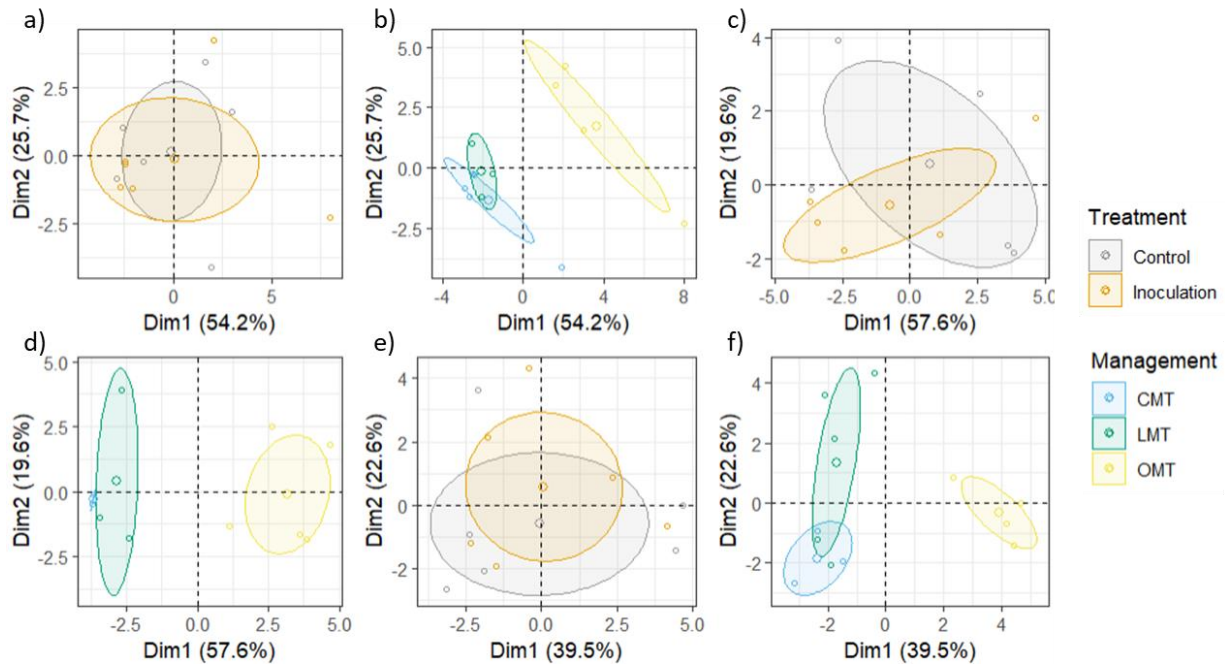 a)
b)
c)
2.5
0.0
-2.5
Dim2 (25.7%)
0
5
Dim1 (54.2%)
5.0
2.5
0.0
-2.5
Dim2 (25.7%)
-4
0
4
8
Dim1 (54.2%)
4
2
0
-2
Dim2 (19.6%)
-5.0
-2.5
0.0
2.5
5.0
Dim1 (57.6%)
Treatment
Control
Inoculation
Management
CMT
LMT
OMT
d)
e)
f)
5.0
2.5
0.0
-2.5
Dim2 (19.6%)
-2.5
0.0
2.5
5.0
Dim1 (57.6%)
4
2
0
-2
Dim2 (22.6%)
-2.5
0.0
2.5
5.0
Dim1 (39.5%)
4
2
0
-2
Dim2 (22.6%)
-2
0
2
4
Dim1 (39.5%)